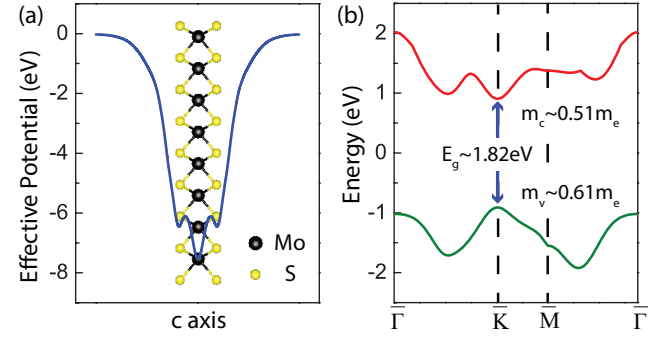 (a)
Effective Potential (eV)
0
-2
-4
-6
-8
Mo
S
c axis
(b)
Energy (eV)
2
1
0
-1
-2
m_c~0.51m_e
E_g~1.82eV
m_v~0.61m_e
Γ̅ K̅ M̅ Γ̅